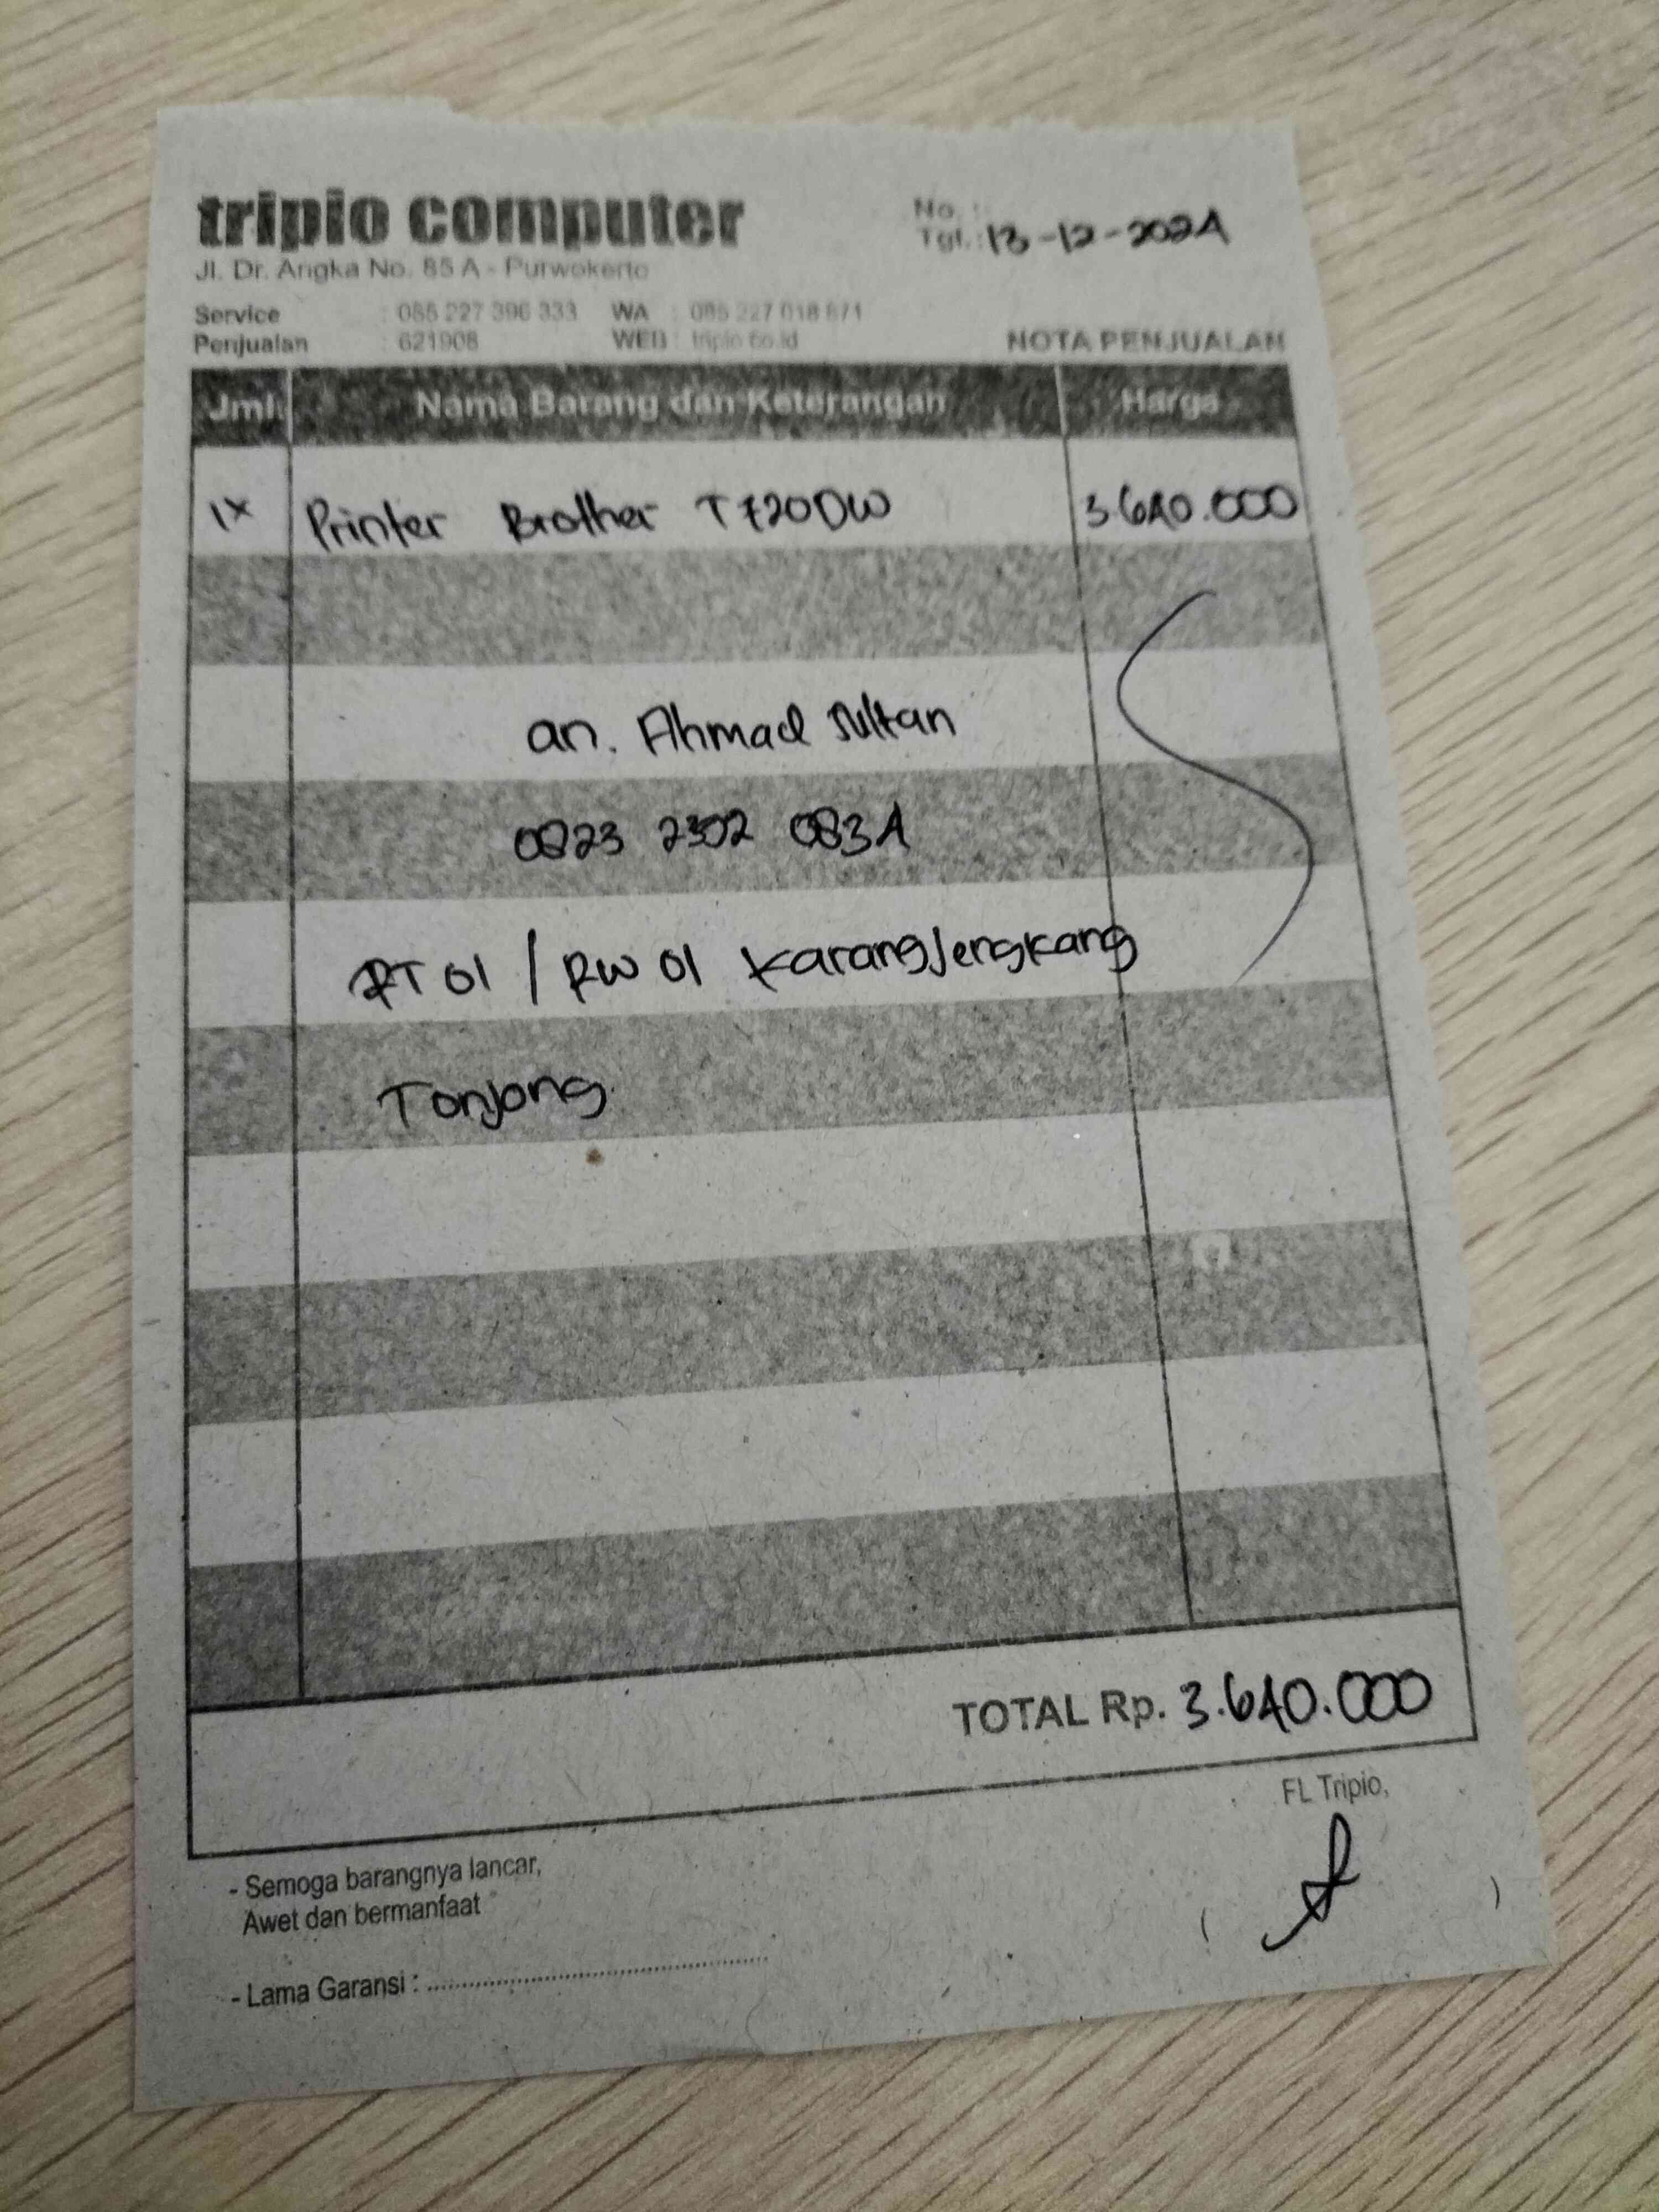 tripio computer
No. :
Tgl. : 13-12-2024
Jl. Dr. Angka No. 85 A - Purwokerto
Service : 085 227 396 333 WA : 085 227 018 871
Penjualan : 621908 WEB : tripio.co.id
NOTA PENJUALAN
Jml. Nama Barang dan Keterangan Harga
1x Printer Brother T720DW 3.640.000
an. Ahmad Sultan
0823 2302 0834
RT 01 / RW 01 Karangjengkang
Tonjong.
TOTAL Rp. 3.640.000
FL Tripio,
- Semoga barangnya lancar,
Awet dan bermanfaat
( )
- Lama Garansi : ..........